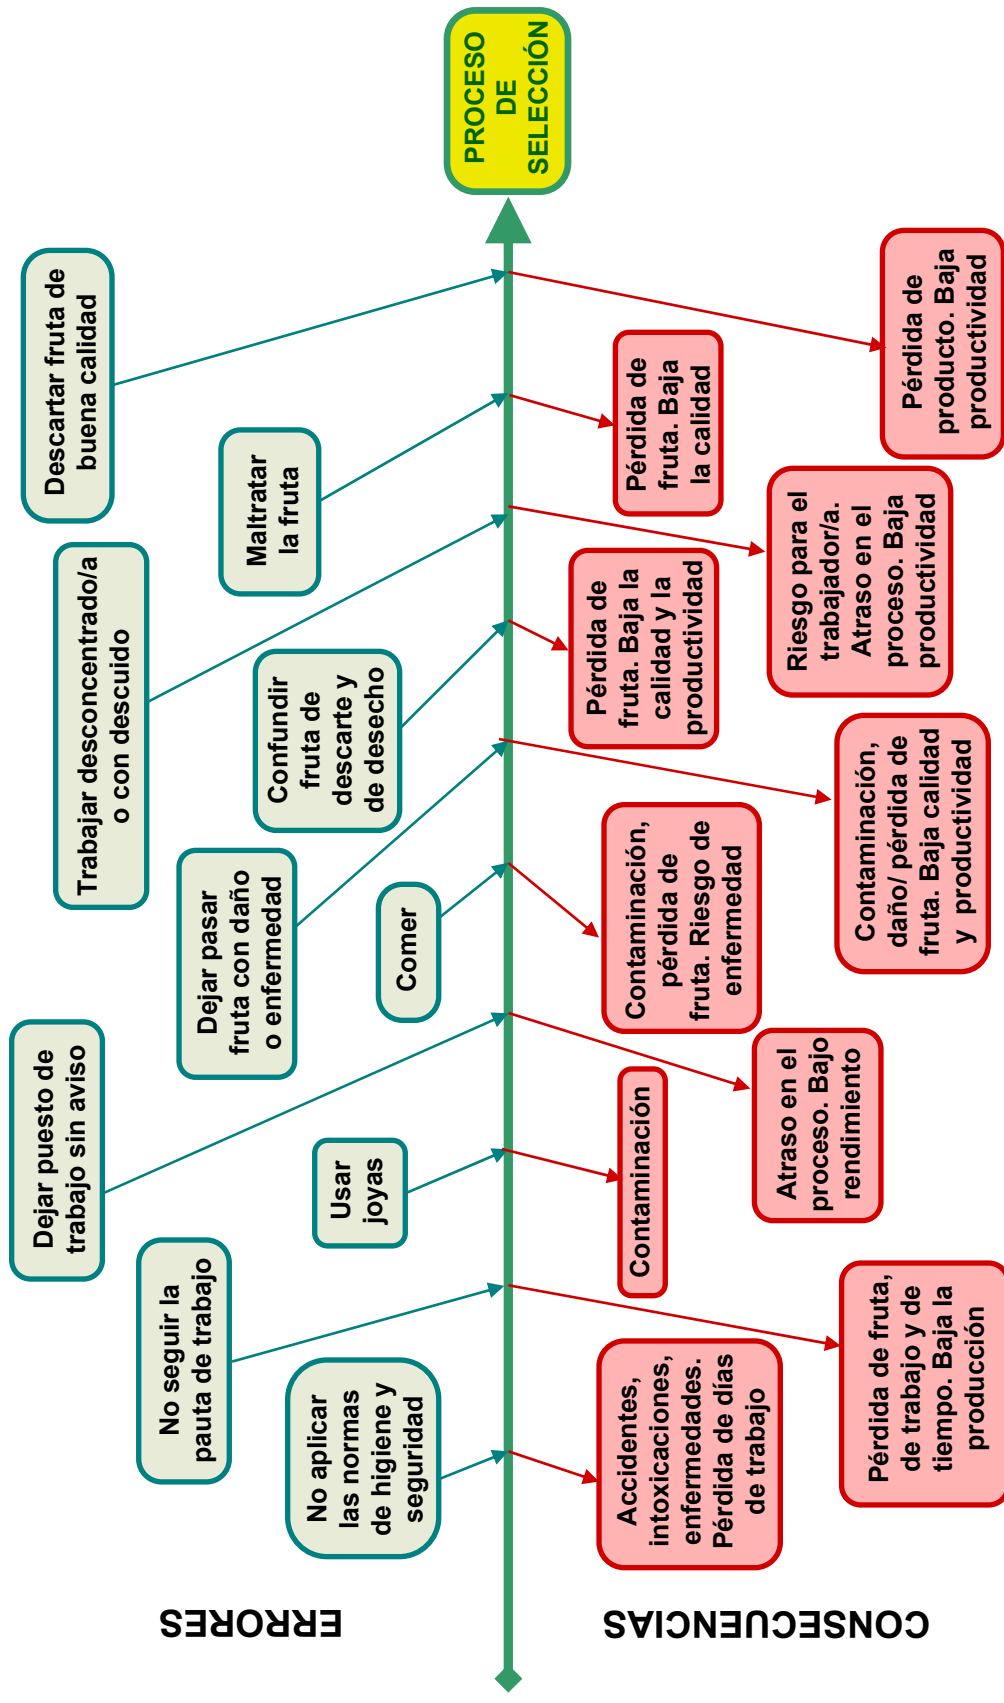 ERRORES
No aplicar
las normas
de higiene y
seguridad
No seguir la
pauta de trabajo
Usar
joyas
Dejar puesto de
trabajo sin aviso
Comer
Dejar pasar
fruta con daño
o enfermedad
Confundir
fruta de
descarte y
de desecho
Trabajar desconcentrado/a
o con descuido
Maltratar
la fruta
Descartar fruta de
buena calidad
PROCESO
DE
SELECCIÓN
CONSECUENCIAS
Accidentes,
intoxicaciones,
enfermedades.
Pérdida de días
de trabajo
Pérdida de fruta,
de trabajo y de
tiempo. Baja la
producción
Contaminación
Atraso en el
proceso. Bajo
rendimiento
Contaminación,
pérdida de
fruta. Riesgo de
enfermedad
Contaminación,
daño/ pérdida de
fruta. Baja calidad
y productividad
Pérdida de
fruta. Baja la
calidad y la
productividad
Riesgo para el
trabajador/a.
Atraso en el
proceso. Baja
productividad
Pérdida de
fruta. Baja
la calidad
Pérdida de
producto. Baja
productividad